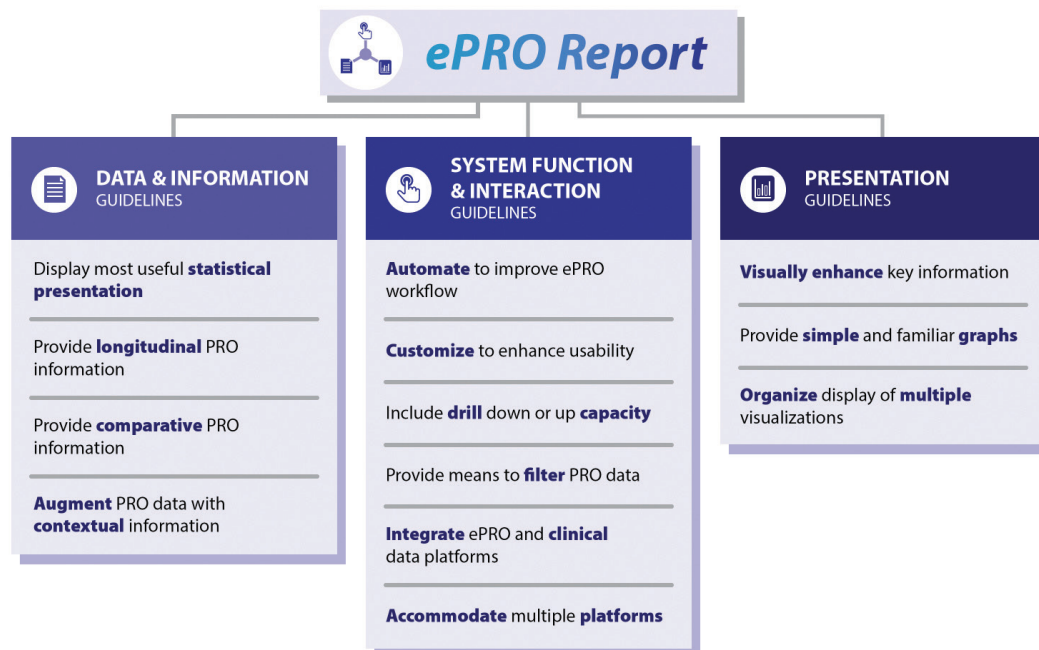 ePRO Report
DATA & INFORMATION
GUIDELINES
Display most useful statistical
presentation
Provide longitudinal PRO
information
Provide comparative PRO
information
Augment PRO data with
contextual information
SYSTEM FUNCTION
& INTERACTION
GUIDELINES
Automate to improve ePRO
workflow
Customize to enhance usability
Include drill down or up capacity
Provide means to filter PRO data
Integrate ePRO and clinical
data platforms
Accommodate multiple platforms
PRESENTATION
GUIDELINES
Visually enhance key information
Provide simple and familiar graphs
Organize display of multiple
visualizations